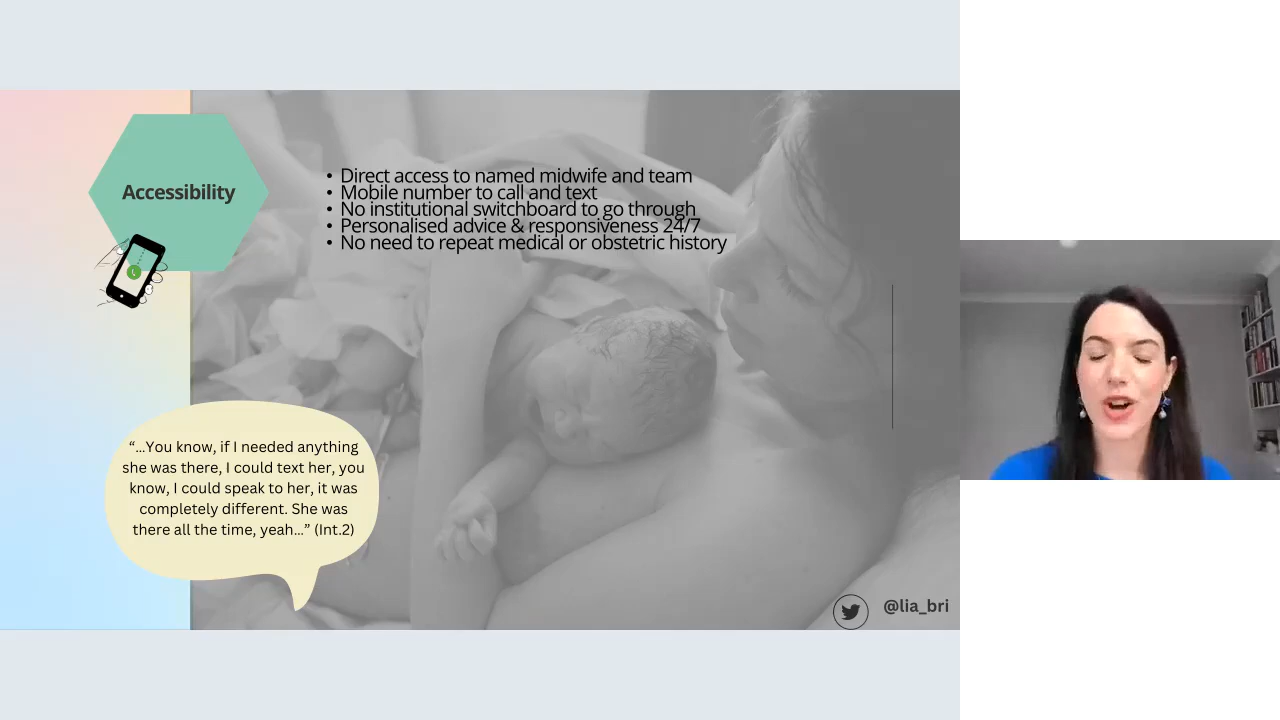 Accessibility
• Direct access to named midwife and team
• Mobile number to call and text
• No institutional switchboard to go through
• Personalised advice & responsiveness 24/7
• No need to repeat medical or obstetric history
“...You know, if I needed anything
she was there, I could text her, you
know, I could speak to her, it was
completely different. She was
there all the time, yeah...” (Int.2)
@lia_bri